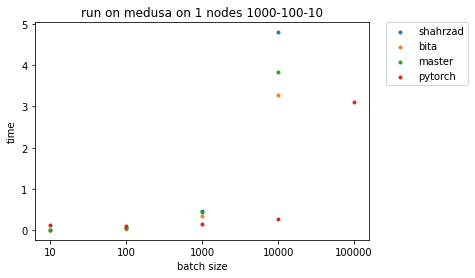 run on medusa on 1 nodes 1000-100-10
shahrzad
bita
master
pytorch
time
5
4
3
2
1
0
10
100
1000
10000
100000
batch size